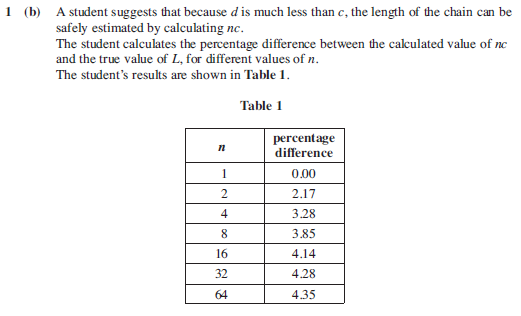 1 (b) A student suggests that because d is much less than c, the length of the chain can be
safely estimated by calculating nc.
The student calculates the percentage difference between the calculated value of nc
and the true value of L, for different values of n.
The student's results are shown in Table 1.
Table 1
n percentage
difference
1 0.00
2 2.17
4 3.28
8 3.85
16 4.14
32 4.28
64 4.35